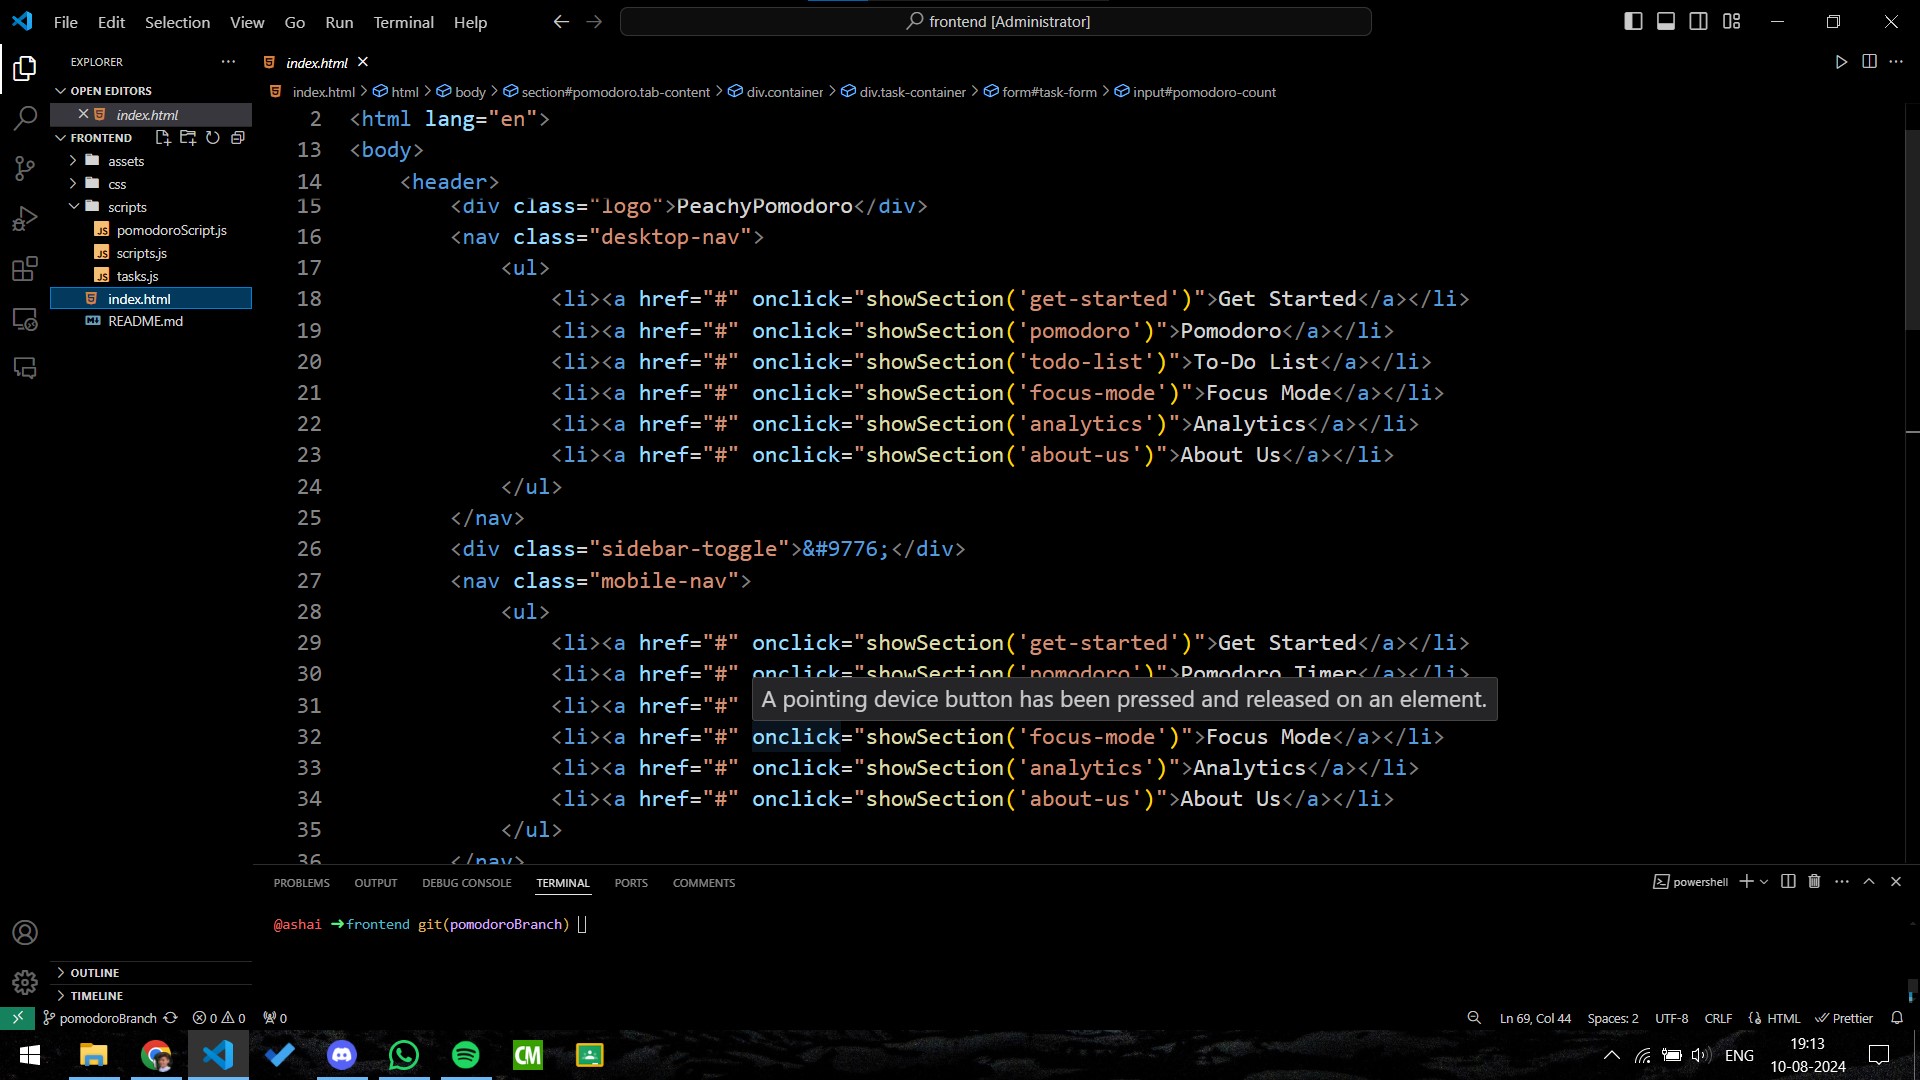 File Edit Selection View Go Run Terminal Help
frontend [Administrator]
EXPLORER
OPEN EDITORS
index.html
FRONTEND
assets
css
scripts
pomodoroScript.js
scripts.js
tasks.js
index.html
README.md
OUTLINE
TIMELINE
index.html
index.html > html > body > section#pomodoro.tab-content > div.container > div.task-container > form#task-form > input#pomodoro-count
2 <html lang="en">
13 <body>
14 <header>
15 <div class="logo">PeachyPomodoro</div>
16 <nav class="desktop-nav">
17 <ul>
18 <li><a href="#" onclick="showSection('get-started')">Get Started</a></li>
19 <li><a href="#" onclick="showSection('pomodoro')">Pomodoro</a></li>
20 <li><a href="#" onclick="showSection('todo-list')">To-Do List</a></li>
21 <li><a href="#" onclick="showSection('focus-mode')">Focus Mode</a></li>
22 <li><a href="#" onclick="showSection('analytics')">Analytics</a></li>
23 <li><a href="#" onclick="showSection('about-us')">About Us</a></li>
24 </ul>
25 </nav>
26 <div class="sidebar-toggle">&#9776;</div>
27 <nav class="mobile-nav">
28 <ul>
29 <li><a href="#" onclick="showSection('get-started')">Get Started</a></li>
30 <li><a href="#" onclick="showSection('pomodoro')">Pomodoro Timer</a></li>
31 <li><a href="#"
A pointing device button has been pressed and released on an element.
32 <li><a href="#" onclick="showSection('focus-mode')">Focus Mode</a></li>
33 <li><a href="#" onclick="showSection('analytics')">Analytics</a></li>
34 <li><a href="#" onclick="showSection('about-us')">About Us</a></li>
35 </ul>
36 </nav>
PROBLEMS OUTPUT DEBUG CONSOLE TERMINAL PORTS COMMENTS
powershell
@ashai ➜frontend git(pomodoroBranch)
pomodoroBranch 0 0 0
Ln 69, Col 44 Spaces: 2 UTF-8 CRLF HTML Prettier
CM
ENG
19:13
10-08-2024